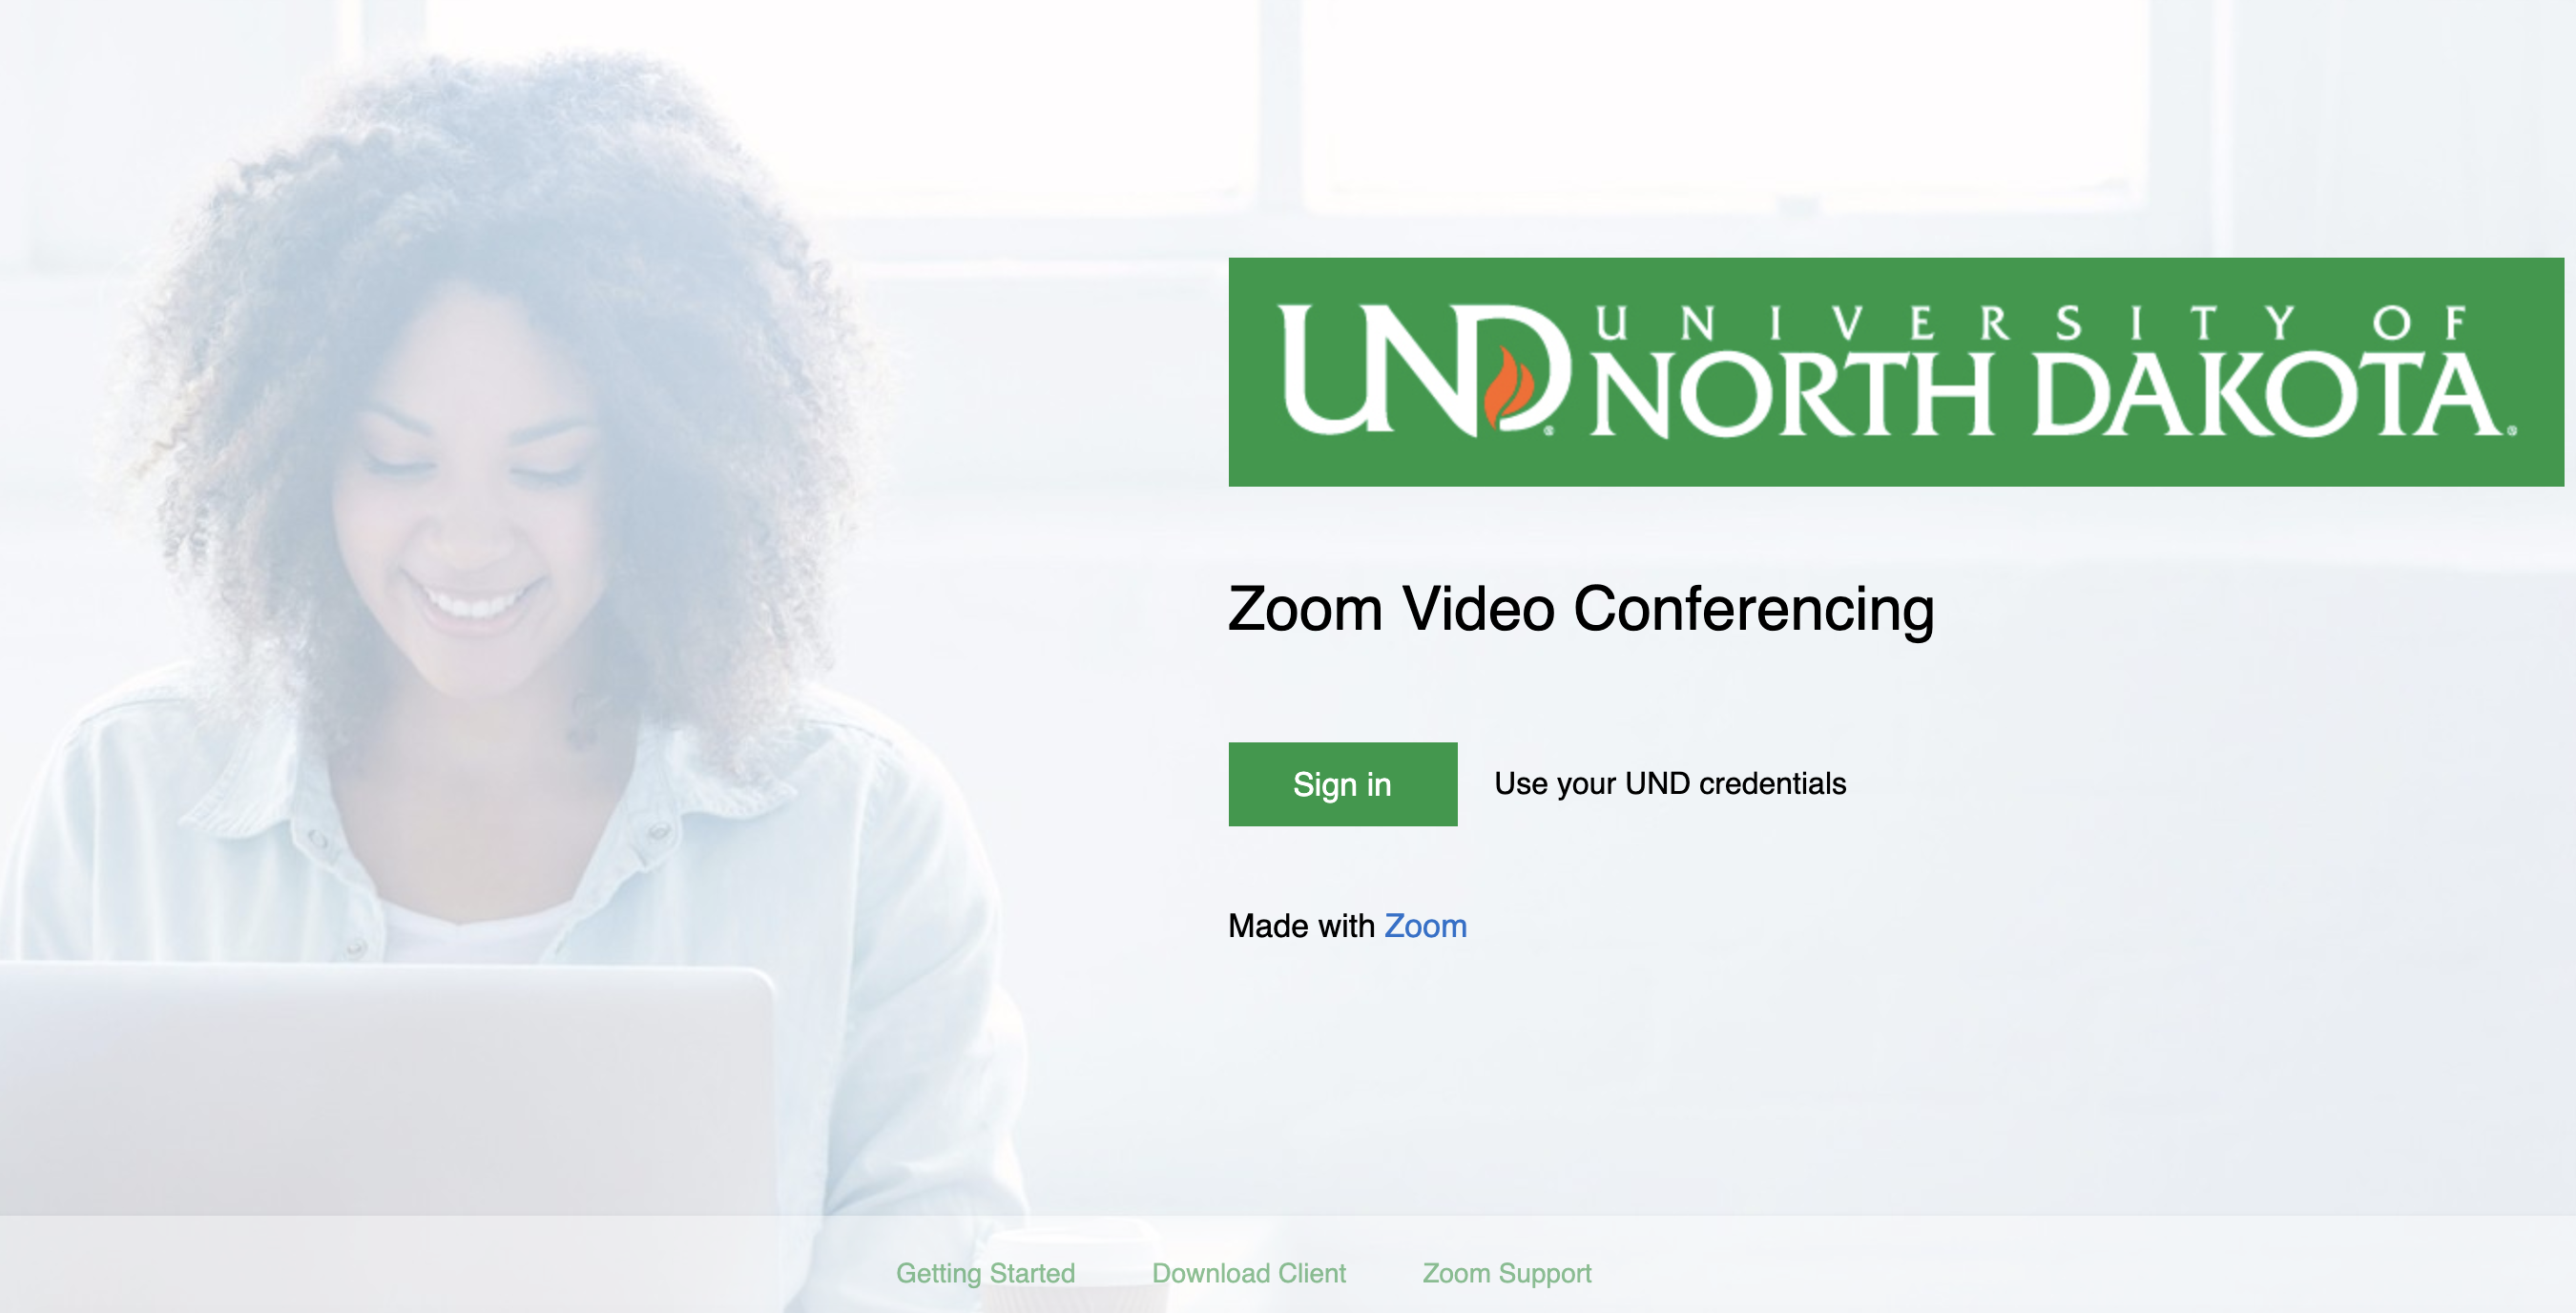 UND UNIVERSITY OF
NORTH DAKOTA
Zoom Video Conferencing
Sign in Use your UND credentials
Made with Zoom
Getting Started Download Client Zoom Support